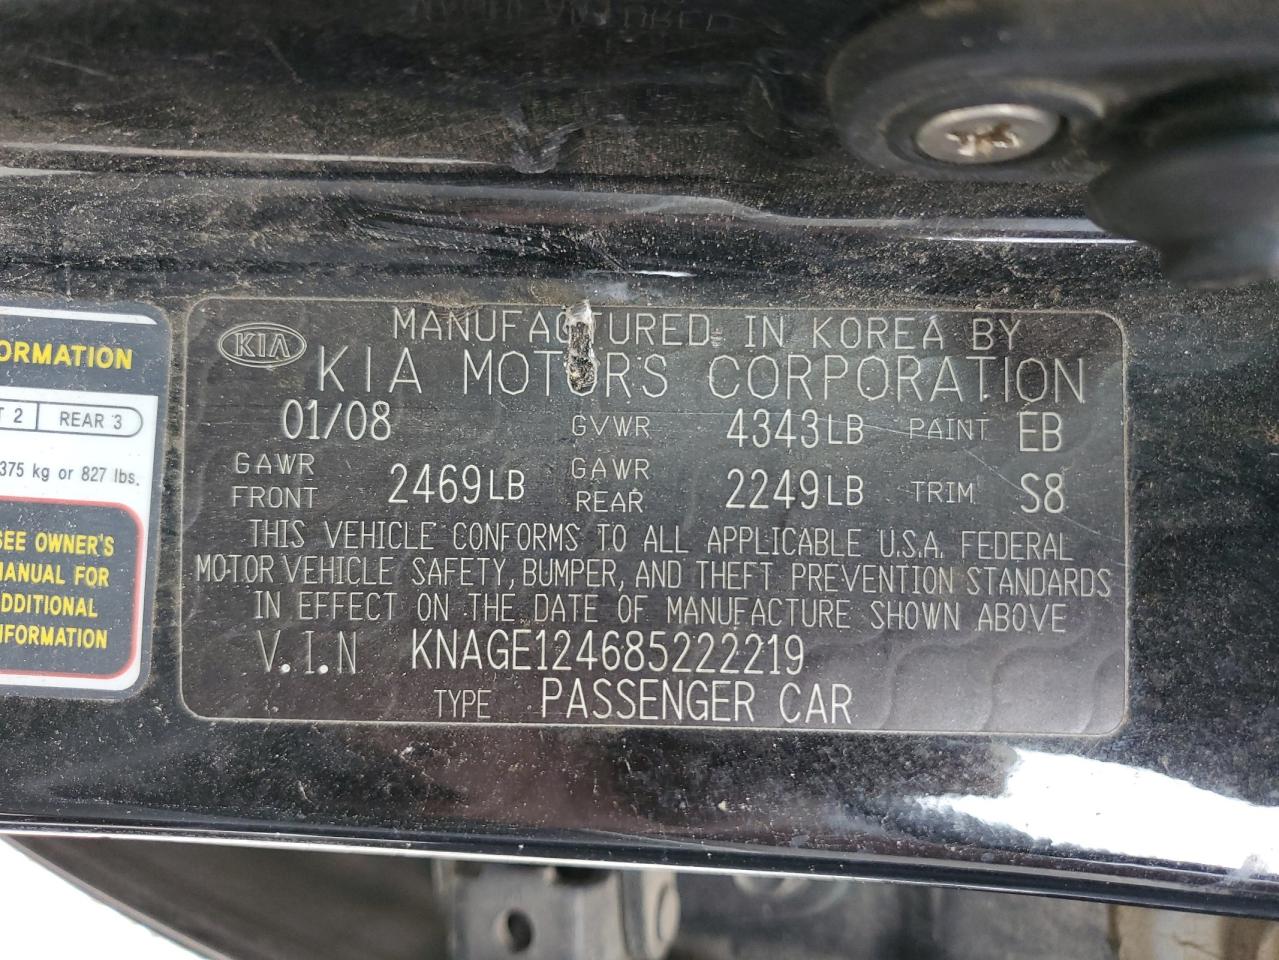 KIA
MANUFACTURED IN KOREA BY
KIA MOTORS CORPORATION
01/08 GVWR 4343LB PAINT EB
GAWR FRONT 2469LB GAWR REAR 2249LB TRIM S8
THIS VEHICLE CONFORMS TO ALL APPLICABLE U.S.A. FEDERAL
MOTOR VEHICLE SAFETY, BUMPER, AND THEFT PREVENTION STANDARDS
IN EFFECT ON THE DATE OF MANUFACTURE SHOWN ABOVE
V.I.N KNAGE124685222219
TYPE PASSENGER CAR
ORMATION
T 2 REAR 3
375 kg or 827 lbs.
SEE OWNER'S
MANUAL FOR
ADDITIONAL
INFORMATION